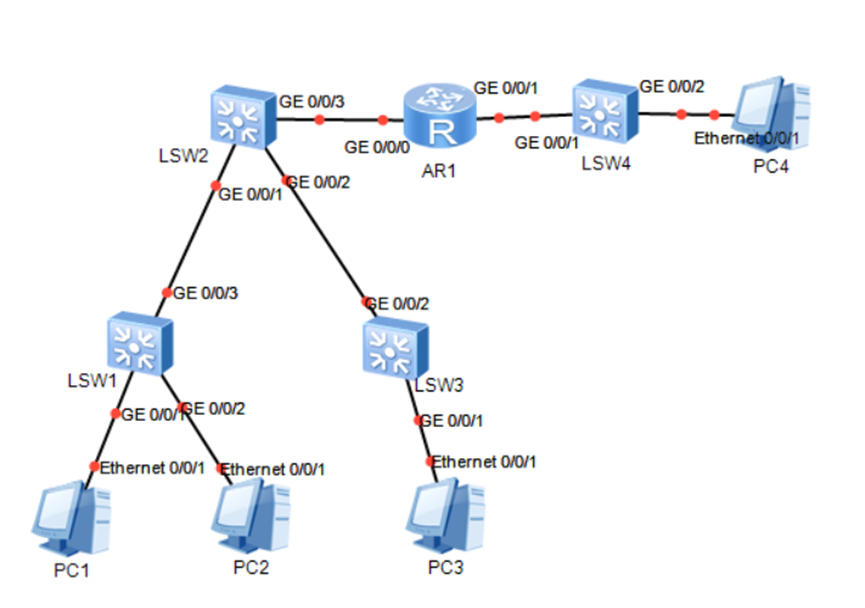 GE 0/0/3
GE 0/0/0
R
AR1
GE 0/0/1
GE 0/0/1
LSW4
GE 0/0/2
Ethernet 0/0/1
PC4
LSW2
GE 0/0/1
GE 0/0/2
GE 0/0/3
GE 0/0/2
LSW1
LSW3
GE 0/0/1
GE 0/0/2
GE 0/0/1
Ethernet 0/0/1
Ethernet 0/0/1
Ethernet 0/0/1
PC1
PC2
PC3